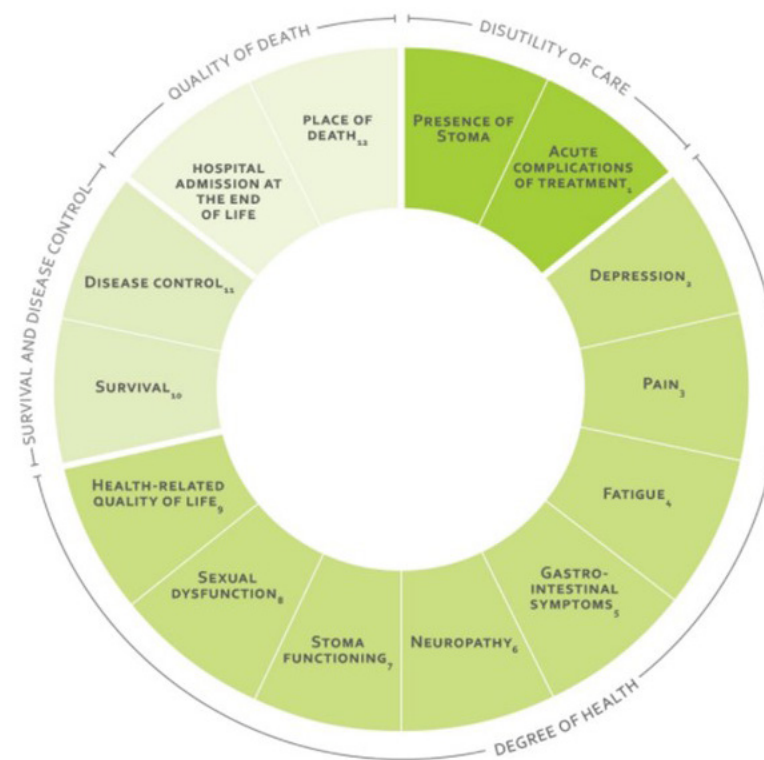 QUALITY OF DEATH
DISUTILITY OF CARE
SURVIVAL AND DISEASE CONTROL
DEGREE OF HEALTH
PRESENCE OF
STOMA
ACUTE
COMPLICATIONS
OF TREATMENT₁
DEPRESSION₂
PAIN₃
FATIGUE₄
GASTRO-
INTESTINAL
SYMPTOMS₅
NEUROPATHY₆
STOMA
FUNCTIONING₇
SEXUAL
DYSFUNCTION₈
HEALTH-RELATED
QUALITY OF LIFE₉
SURVIVAL₁₀
DISEASE CONTROL₁₁
HOSPITAL
ADMISSION AT
THE END
OF LIFE
PLACE OF
DEATH₁₂